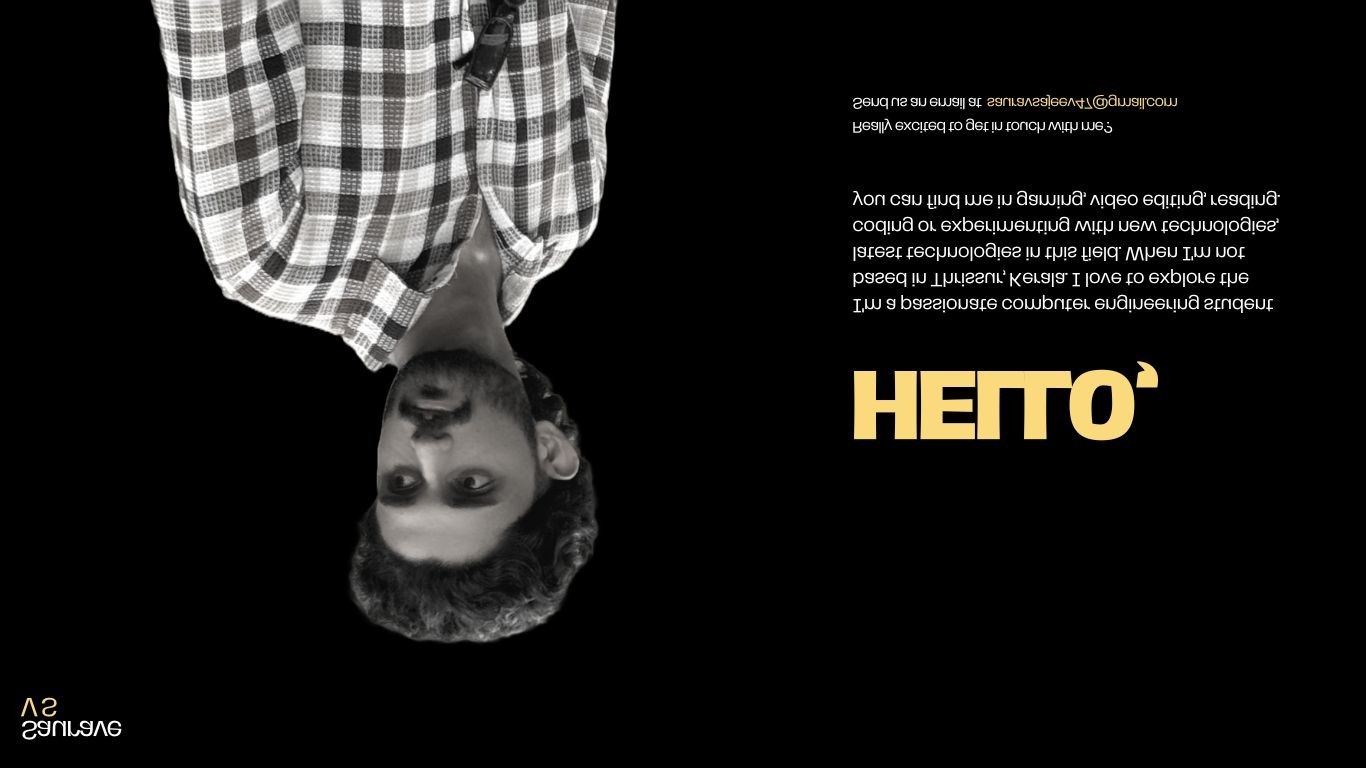 Saurave
VS
HELLO,
I'm a passionate computer engineering student
based in Thrissur, Kerala. I love to explore the
latest technologies in this field. When I'm not
coding or experimenting with new technologies,
you can find me in gaming, video editing, reading.
Really excited to get in touch with me?
Send us an email at sauravsajeev47@gmail.com